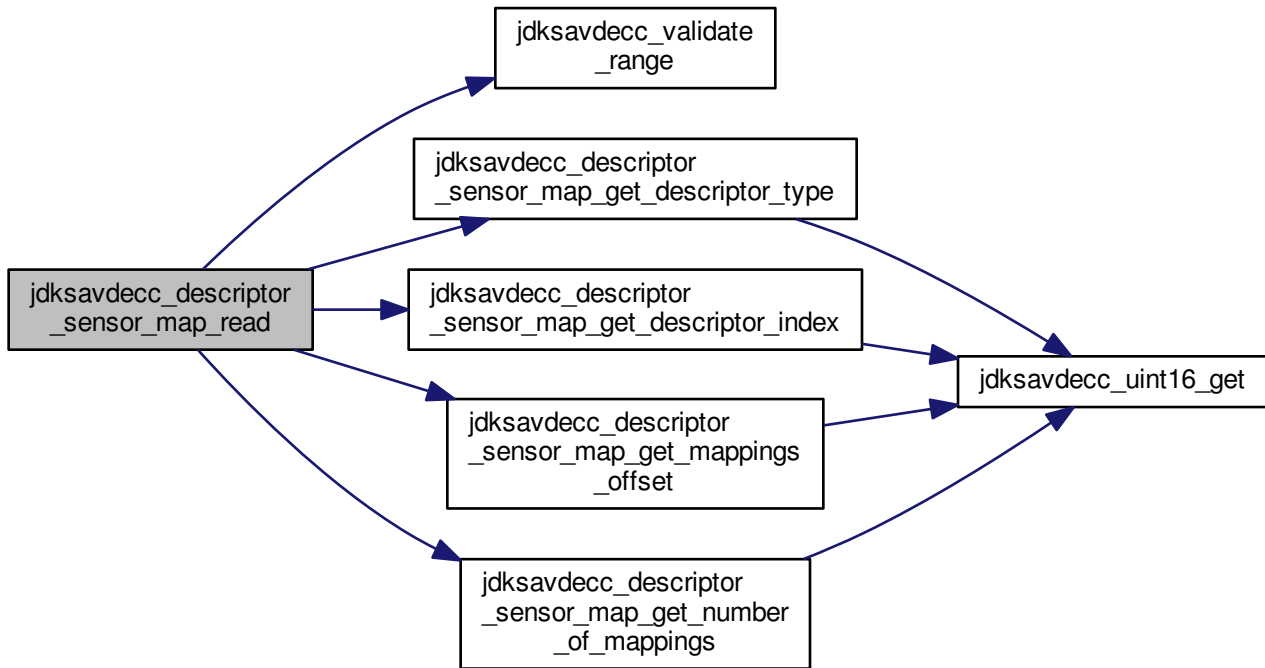 jdksavdecc_validate
_range
jdksavdecc_descriptor
_sensor_map_get_descriptor_type
jdksavdecc_descriptor
_sensor_map_read
jdksavdecc_descriptor
_sensor_map_get_descriptor_index
jdksavdecc_uint16_get
jdksavdecc_descriptor
_sensor_map_get_mappings
_offset
jdksavdecc_descriptor
_sensor_map_get_number
_of_mappings